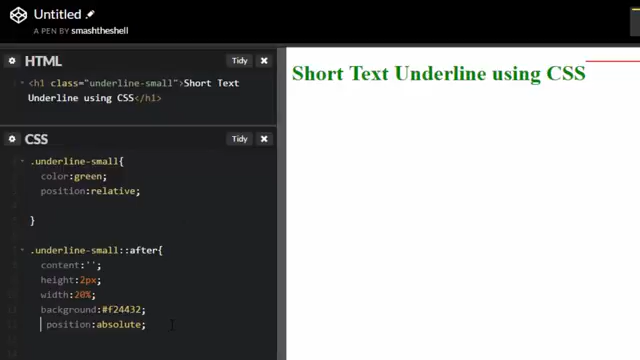 Untitled
A PEN BY smashtheshell
HTML
Tidy
<h1 class="underline-small">Short Text
Underline using CSS</h1>
CSS
Tidy
.underline-small{
color:green;
position:relative;
}
.underline-small::after{
content:'';
height:2px;
width:20%;
background:#f24432;
position:absolute;
Short Text Underline using CSS